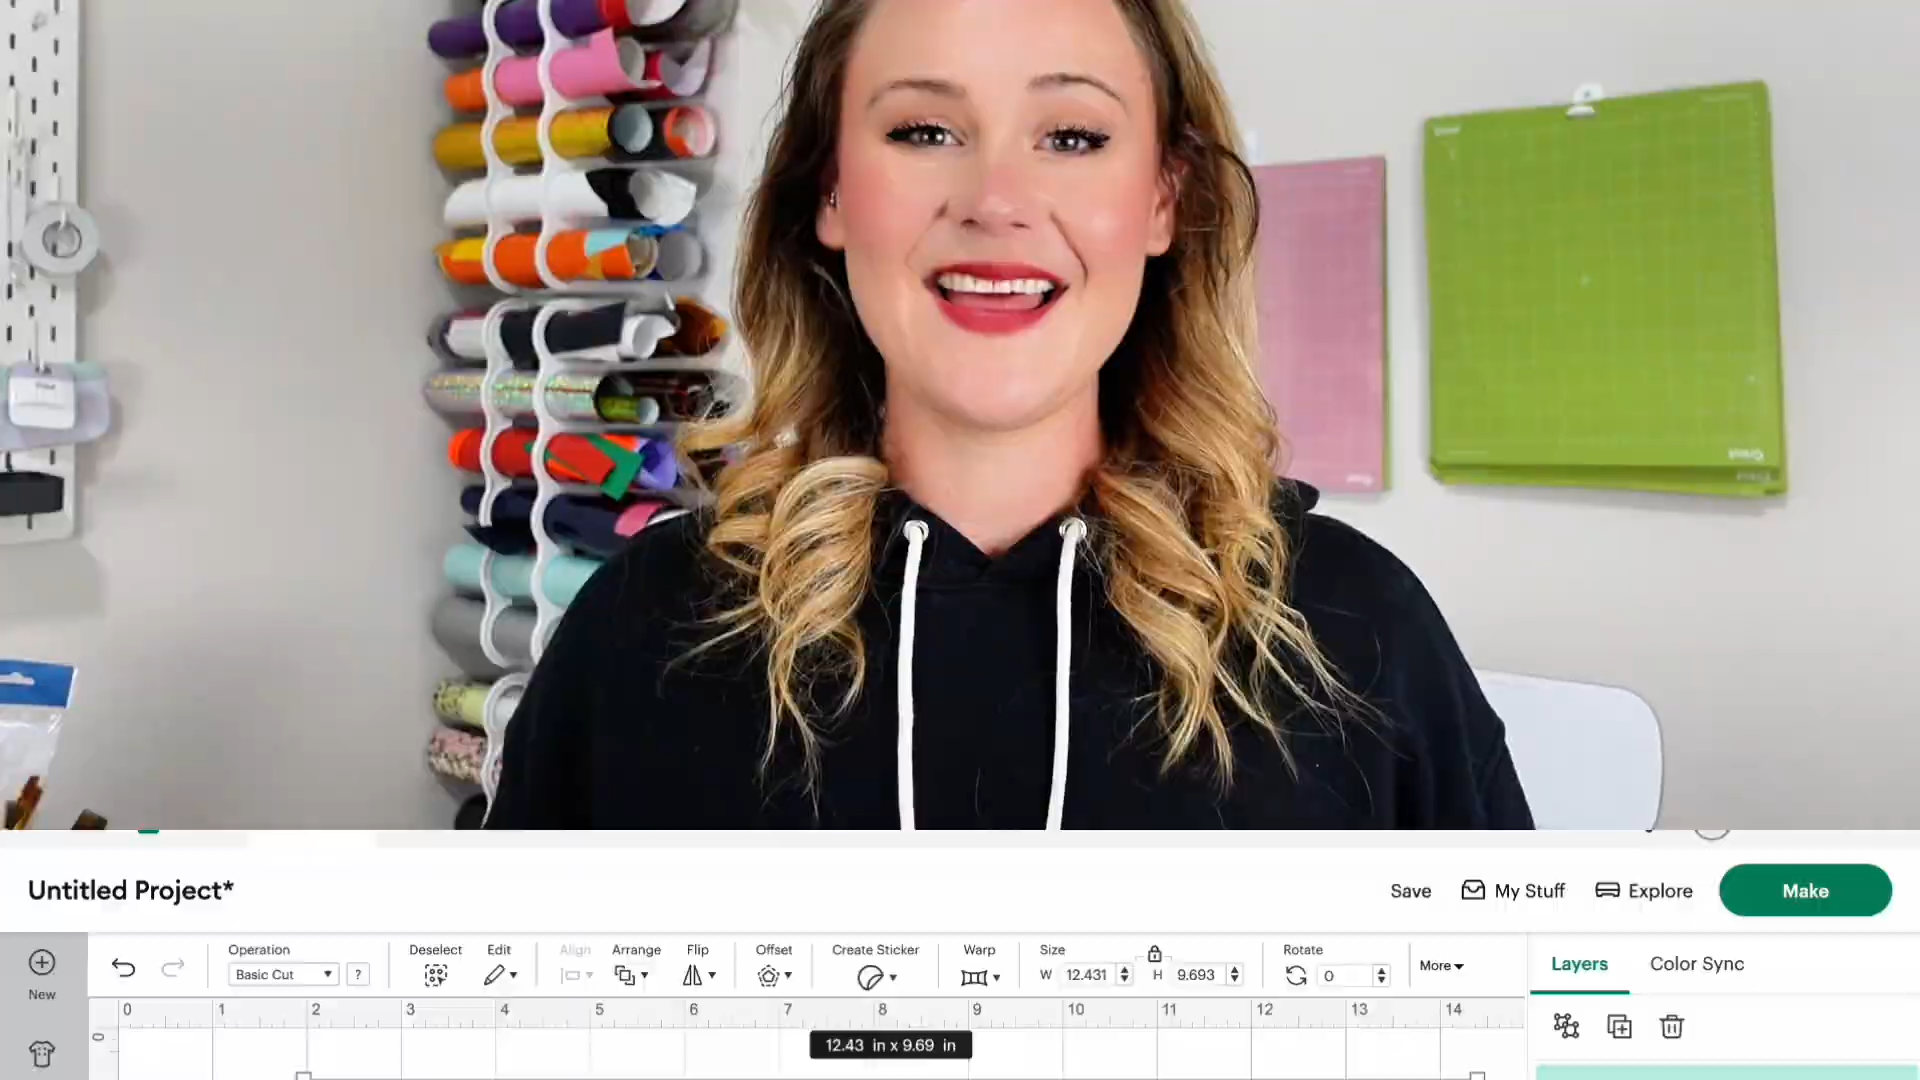 cricut
Untitled Project*
Save
My Stuff
Explore
Make
New
Operation
Basic Cut
?
Deselect
Edit
Align
Arrange
Flip
Offset
Create Sticker
Warp
Size
W 12.431
H 9.693
Rotate
0
More
Layers
Color Sync
0 1 2 3 4 5 6 7 8 9 10 11 12 13 14
0
12.43 in x 9.69 in